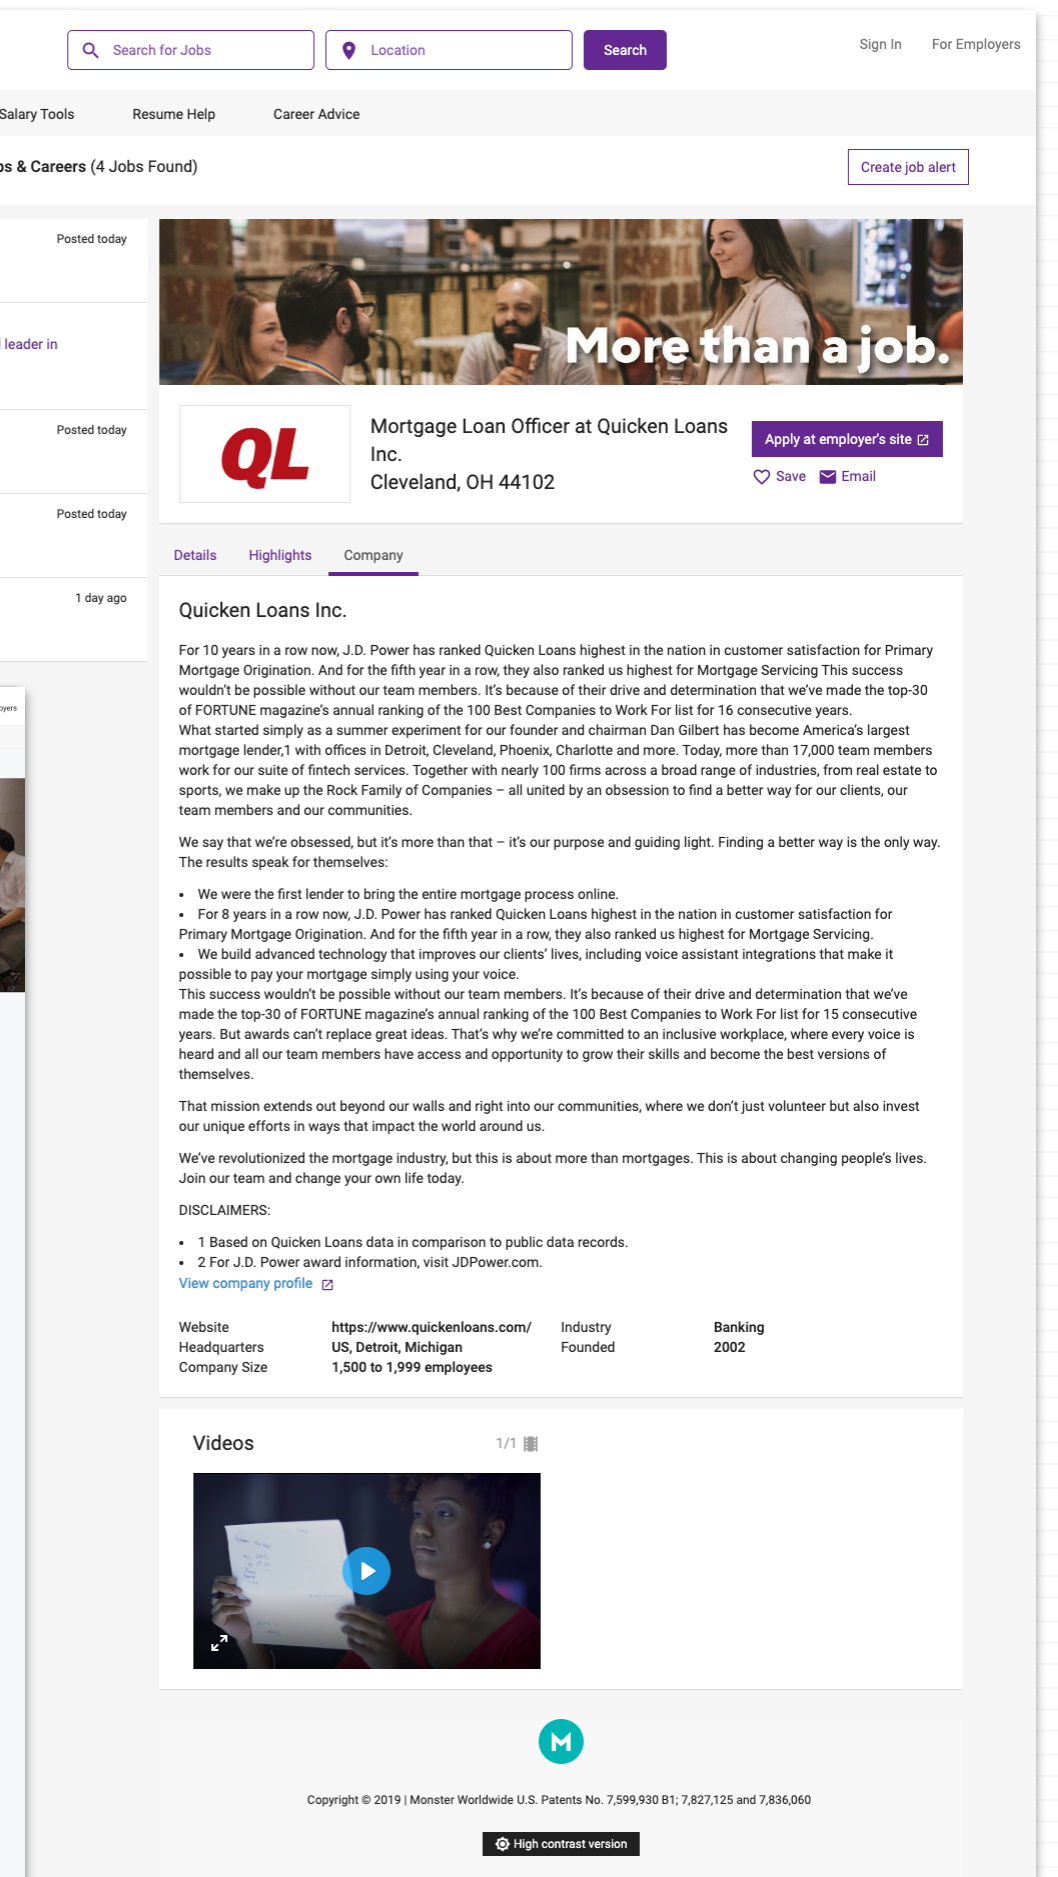 Search for Jobs
Location
Search
Sign In
For Employers
Salary Tools
Resume Help
Career Advice
& Careers (4 Jobs Found)
Create job alert
Posted today
leader in
Posted today
Posted today
1 day ago
More than a job.
QL
Mortgage Loan Officer at Quicken Loans
Inc.
Cleveland, OH 44102
Apply at employer's site
Save
Email
Details
Highlights
Company
Quicken Loans Inc.
For 10 years in a row now, J.D. Power has ranked Quicken Loans highest in the nation in customer satisfaction for Primary
Mortgage Origination. And for the fifth year in a row, they also ranked us highest for Mortgage Servicing This success
wouldn’t be possible without our team members. It’s because of their drive and determination that we’ve made the top-30
of FORTUNE magazine’s annual ranking of the 100 Best Companies to Work For list for 16 consecutive years.
What started simply as a summer experiment for our founder and chairman Dan Gilbert has become America’s largest
mortgage lender,1 with offices in Detroit, Cleveland, Phoenix, Charlotte and more. Today, more than 17,000 team members
work for our suite of fintech services. Together with nearly 100 firms across a broad range of industries, from real estate to
sports, we make up the Rock Family of Companies – all united by an obsession to find a better way for our clients, our
team members and our communities.
We say that we’re obsessed, but it’s more than that – it’s our purpose and guiding light. Finding a better way is the only way.
The results speak for themselves:
• We were the first lender to bring the entire mortgage process online.
• For 8 years in a row now, J.D. Power has ranked Quicken Loans highest in the nation in customer satisfaction for
Primary Mortgage Origination. And for the fifth year in a row, they also ranked us highest for Mortgage Servicing.
• We build advanced technology that improves our clients’ lives, including voice assistant integrations that make it
possible to pay your mortgage simply using your voice.
This success wouldn’t be possible without our team members. It’s because of their drive and determination that we’ve
made the top-30 of FORTUNE magazine’s annual ranking of the 100 Best Companies to Work For list for 15 consecutive
years. But awards can’t replace great ideas. That’s why we’re committed to an inclusive workplace, where every voice is
heard and all our team members have access and opportunity to grow their skills and become the best versions of
themselves.
That mission extends out beyond our walls and right into our communities, where we don’t just volunteer but also invest
our unique efforts in ways that impact the world around us.
We’ve revolutionized the mortgage industry, but this is about more than mortgages. This is about changing people’s lives.
Join our team and change your own life today.
DISCLAIMERS:
• 1 Based on Quicken Loans data in comparison to public data records.
• 2 For J.D. Power award information, visit JDPower.com.
View company profile
Website https://www.quickenloans.com/ Industry Banking
Headquarters US, Detroit, Michigan Founded 2002
Company Size 1,500 to 1,999 employees
Videos
1/1
M
Copyright © 2019 | Monster Worldwide U.S. Patents No. 7,599,930 B1; 7,827,125 and 7,836,060
High contrast version